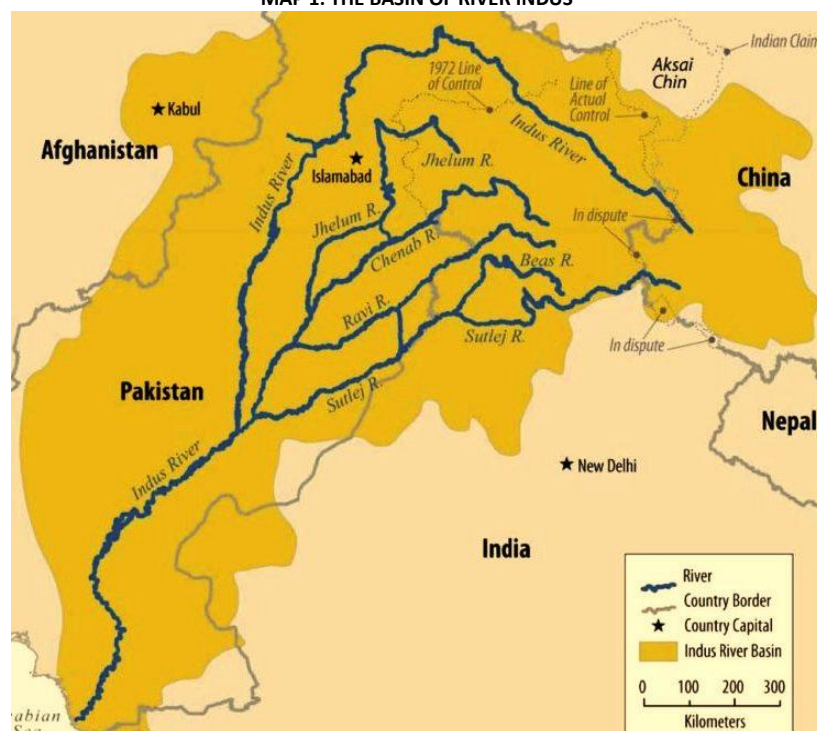 MAP 1: THE BASIN OF RIVER INDUS
Indian Claim
Aksai
Chin
1972 Line
of Control
Line of
Actual
Control
Kabul
Afghanistan
Indus River
Islamabad
Jhelum R.
Indus River
China
Jhelum R.
Chenab R.
In dispute
Beas R.
Ravi R.
Sutlej R.
In dispute
Pakistan
Sutlej R.
Nepal
Indus River
New Delhi
India
River
Country Border
Country Capital
Indus River Basin
0 100 200 300
Kilometers
abian
Sea